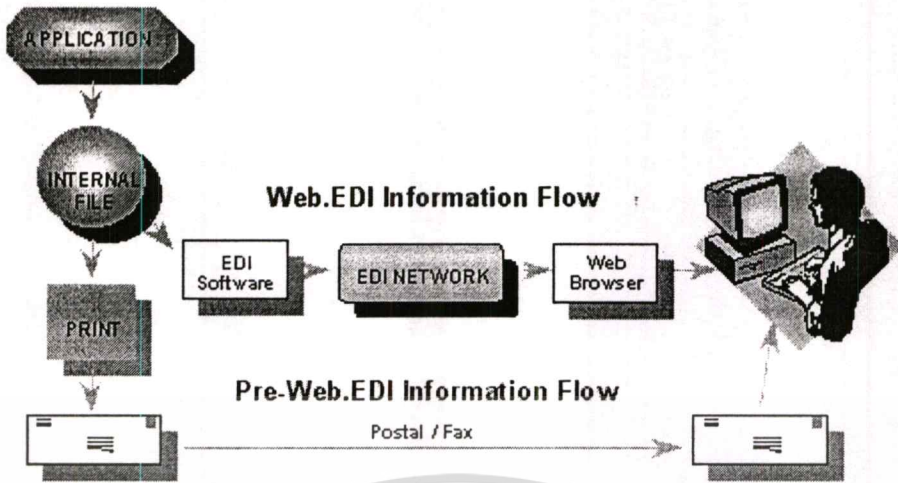 APPLICATION
INTERNAL
FILE
Web.EDI Information Flow
EDI
Software
EDI NETWORK
Web
Browser
PRINT
Pre-Web.EDI Information Flow
Postal / Fax